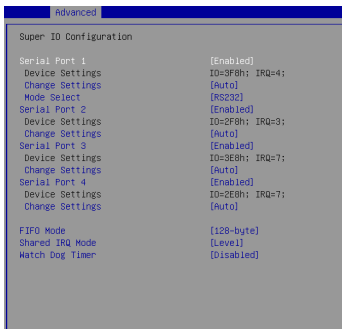 Advanced
Super IO Configuration
Serial Port 1 [Enabled]
Device Settings IO=3F8h; IRQ=4;
Change Settings [Auto]
Mode Select [RS232]
Serial Port 2 [Enabled]
Device Settings IO=2F8h; IRQ=3;
Change Settings [Auto]
Serial Port 3 [Enabled]
Device Settings IO=3E8h; IRQ=7;
Change Settings [Auto]
Serial Port 4 [Enabled]
Device Settings IO=2E8h; IRQ=7;
Change Settings [Auto]
FIFO Mode [128-byte]
Shared IRQ Mode [Level]
Watch Dog Timer [Disabled]